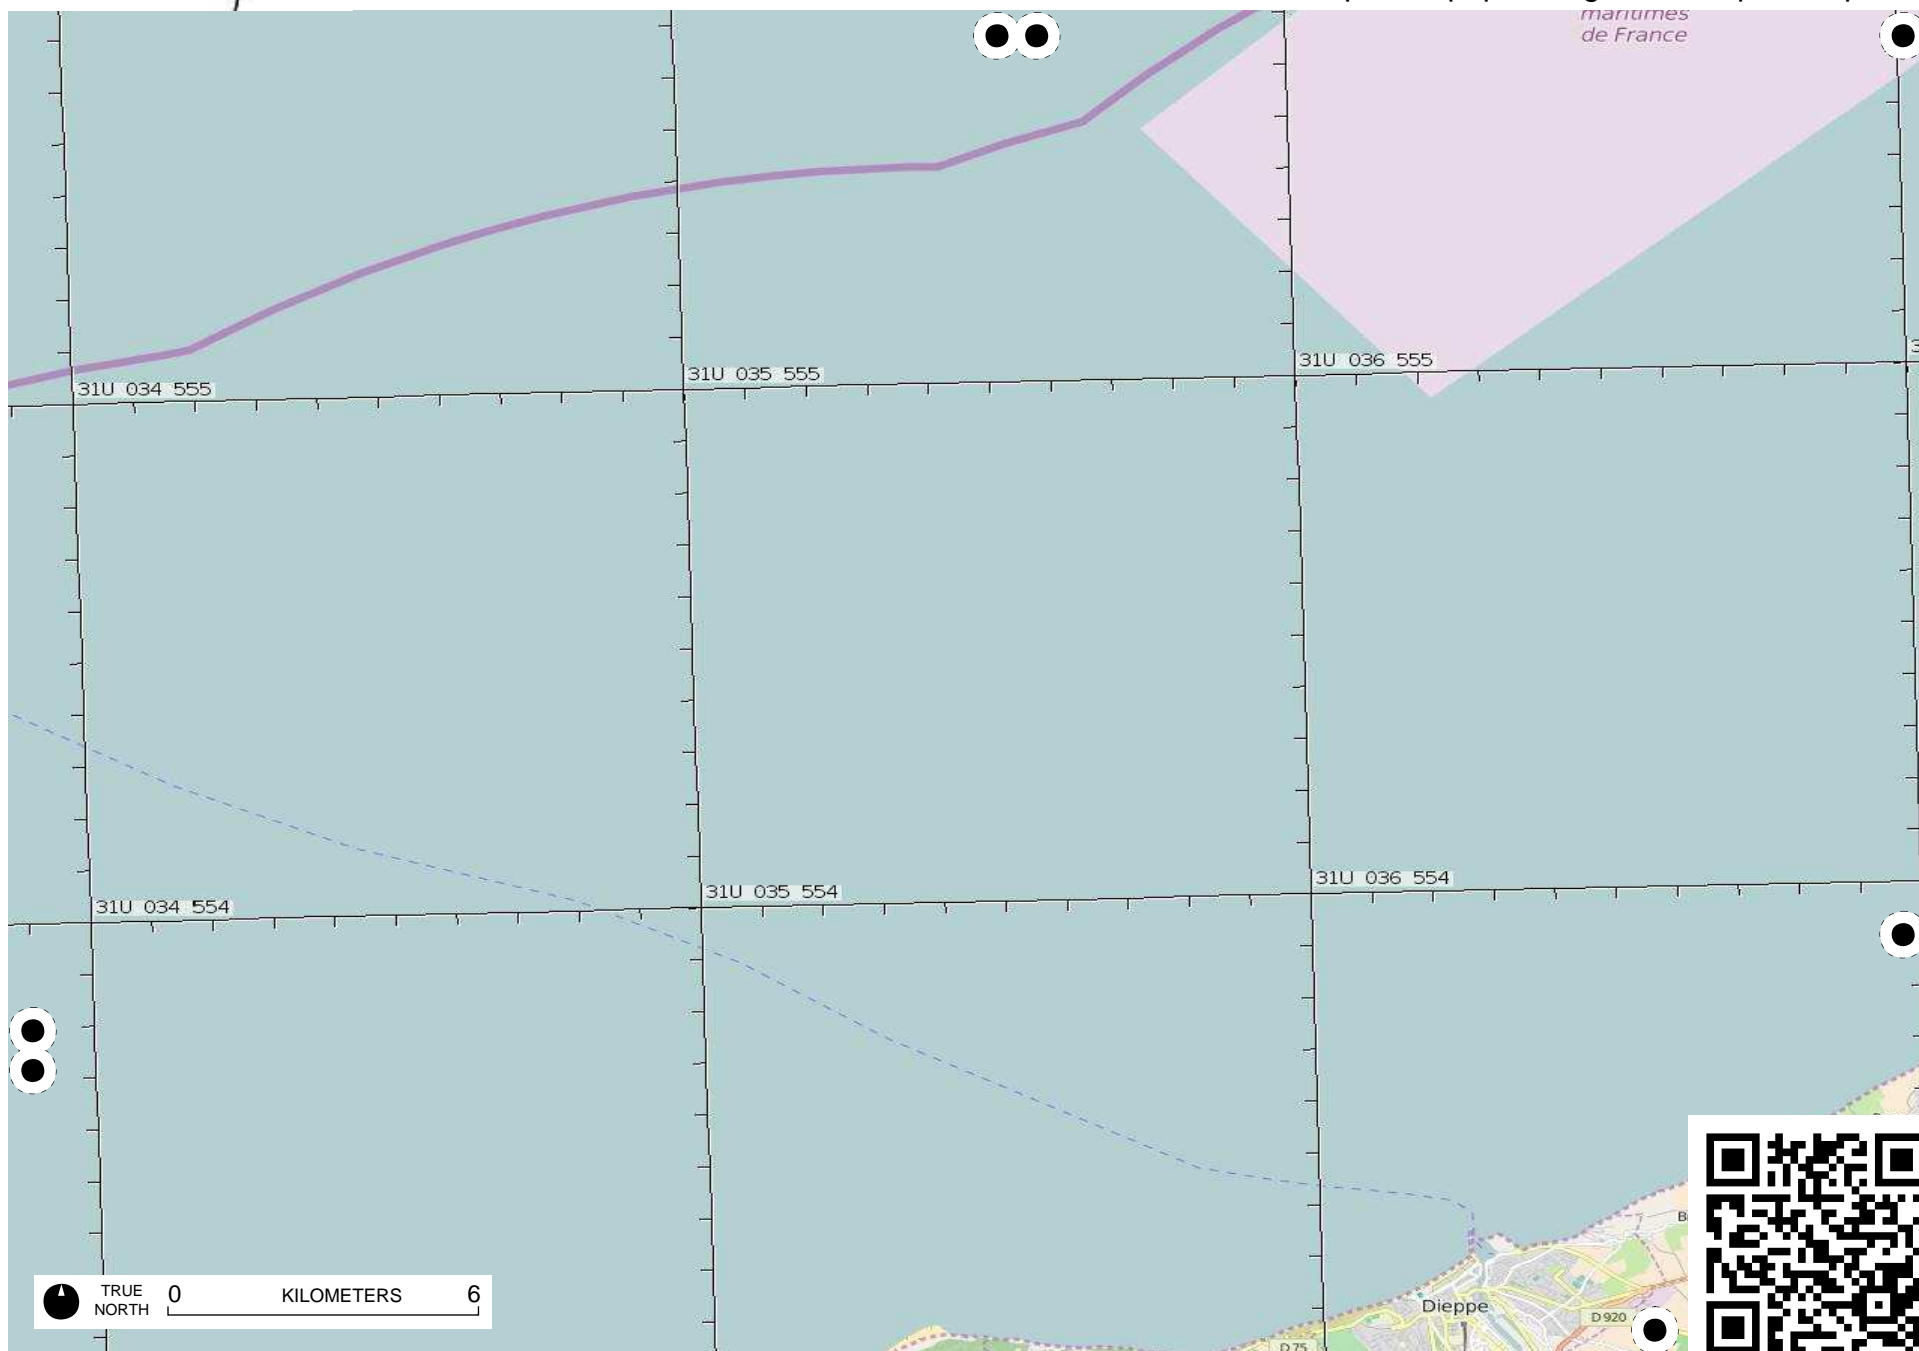 maritimes
de France
31U 036 555
31U 035 555
31U 034 555
31U 036 554
31U 035 554
31U 034 554
TRUE
NORTH
0 KILOMETERS 6
Dieppe
D 920
D 75